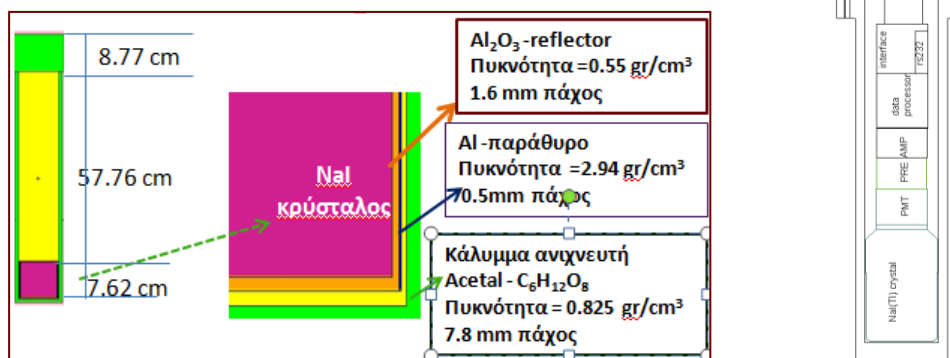 8.77 cm
57.76 cm
7.62 cm
NaI
κρύσταλος
Al₂O₃-reflector
Πυκνότητα =0.55 gr/cm³
1.6 mm πάχος
Al -παράθυρο
Πυκνότητα =2.94 gr/cm³
0.5mm πάχος
Κάλυμμα ανιχνευτή
Acetal - C₆H₁₂O₈
Πυκνότητα = 0.825 gr/cm³
7.8 mm πάχος
interface
rs232
data
processor
AMP
PRE
PMT
NaI(Tl) crystal